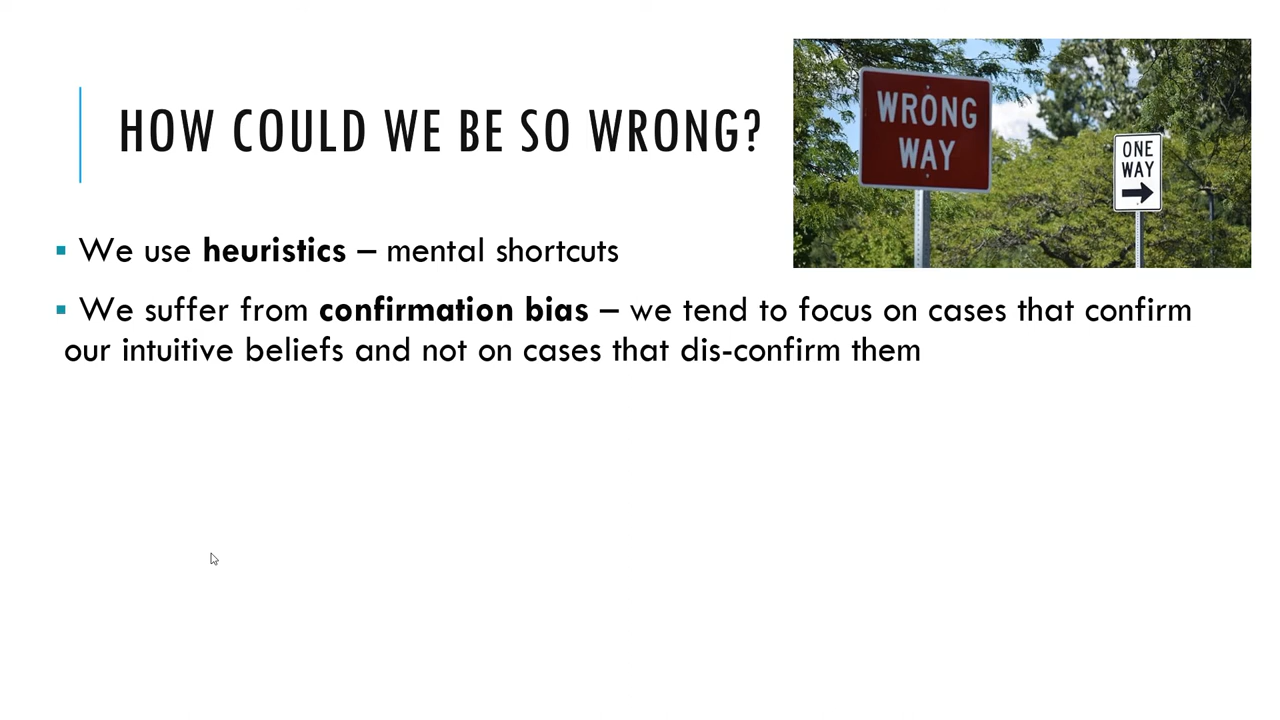 HOW COULD WE BE SO WRONG?
WRONG
WAY
ONE
WAY
▪ We use heuristics – mental shortcuts
▪ We suffer from confirmation bias – we tend to focus on cases that confirm
our intuitive beliefs and not on cases that dis-confirm them